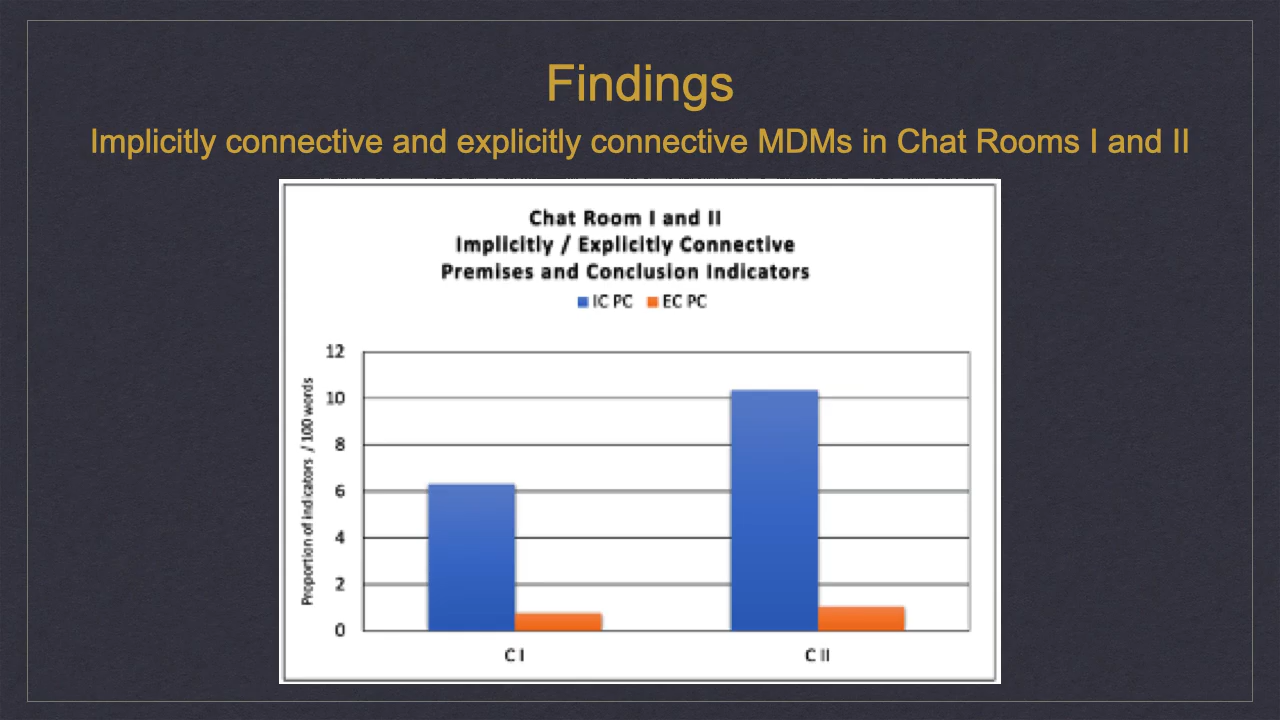 Findings
Implicitly connective and explicitly connective MDMs in Chat Rooms I and II
Chat Room I and II
Implicitly / Explicitly Connective
Premises and Conclusion Indicators
IC PC EC PC
Proportion of indicators / 100 words
12
10
8
6
4
2
0
C I C II